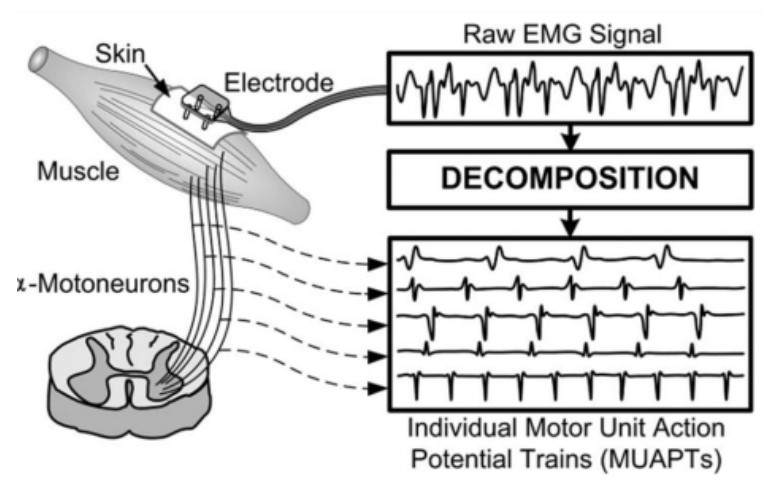 Raw EMG Signal
Skin
Electrode
Muscle
DECOMPOSITION
α-Motoneurons
Individual Motor Unit Action
Potential Trains (MUAPTs)